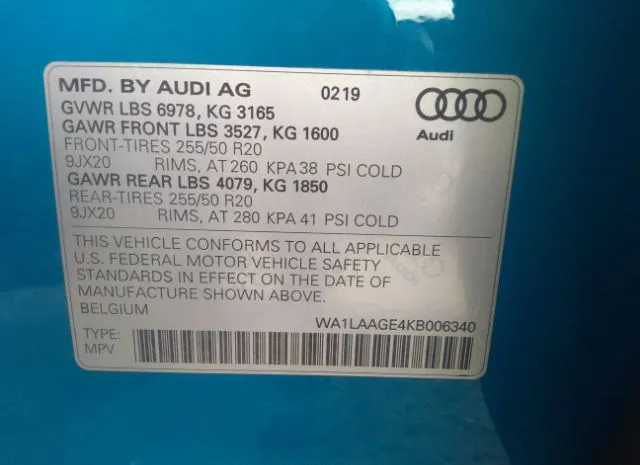 MFD. BY AUDI AG 0219
GVWR LBS 6978, KG 3165
GAWR FRONT LBS 3527, KG 1600
FRONT-TIRES 255/50 R20
9JX20 RIMS, AT 260 KPA 38 PSI COLD
GAWR REAR LBS 4079, KG 1850
REAR-TIRES 255/50 R20
9JX20 RIMS, AT 280 KPA 41 PSI COLD
Audi
THIS VEHICLE CONFORMS TO ALL APPLICABLE
U.S. FEDERAL MOTOR VEHICLE SAFETY
STANDARDS IN EFFECT ON THE DATE OF
MANUFACTURE SHOWN ABOVE.
BELGIUM
WA1LAAGE4KB006340
TYPE:
MPV